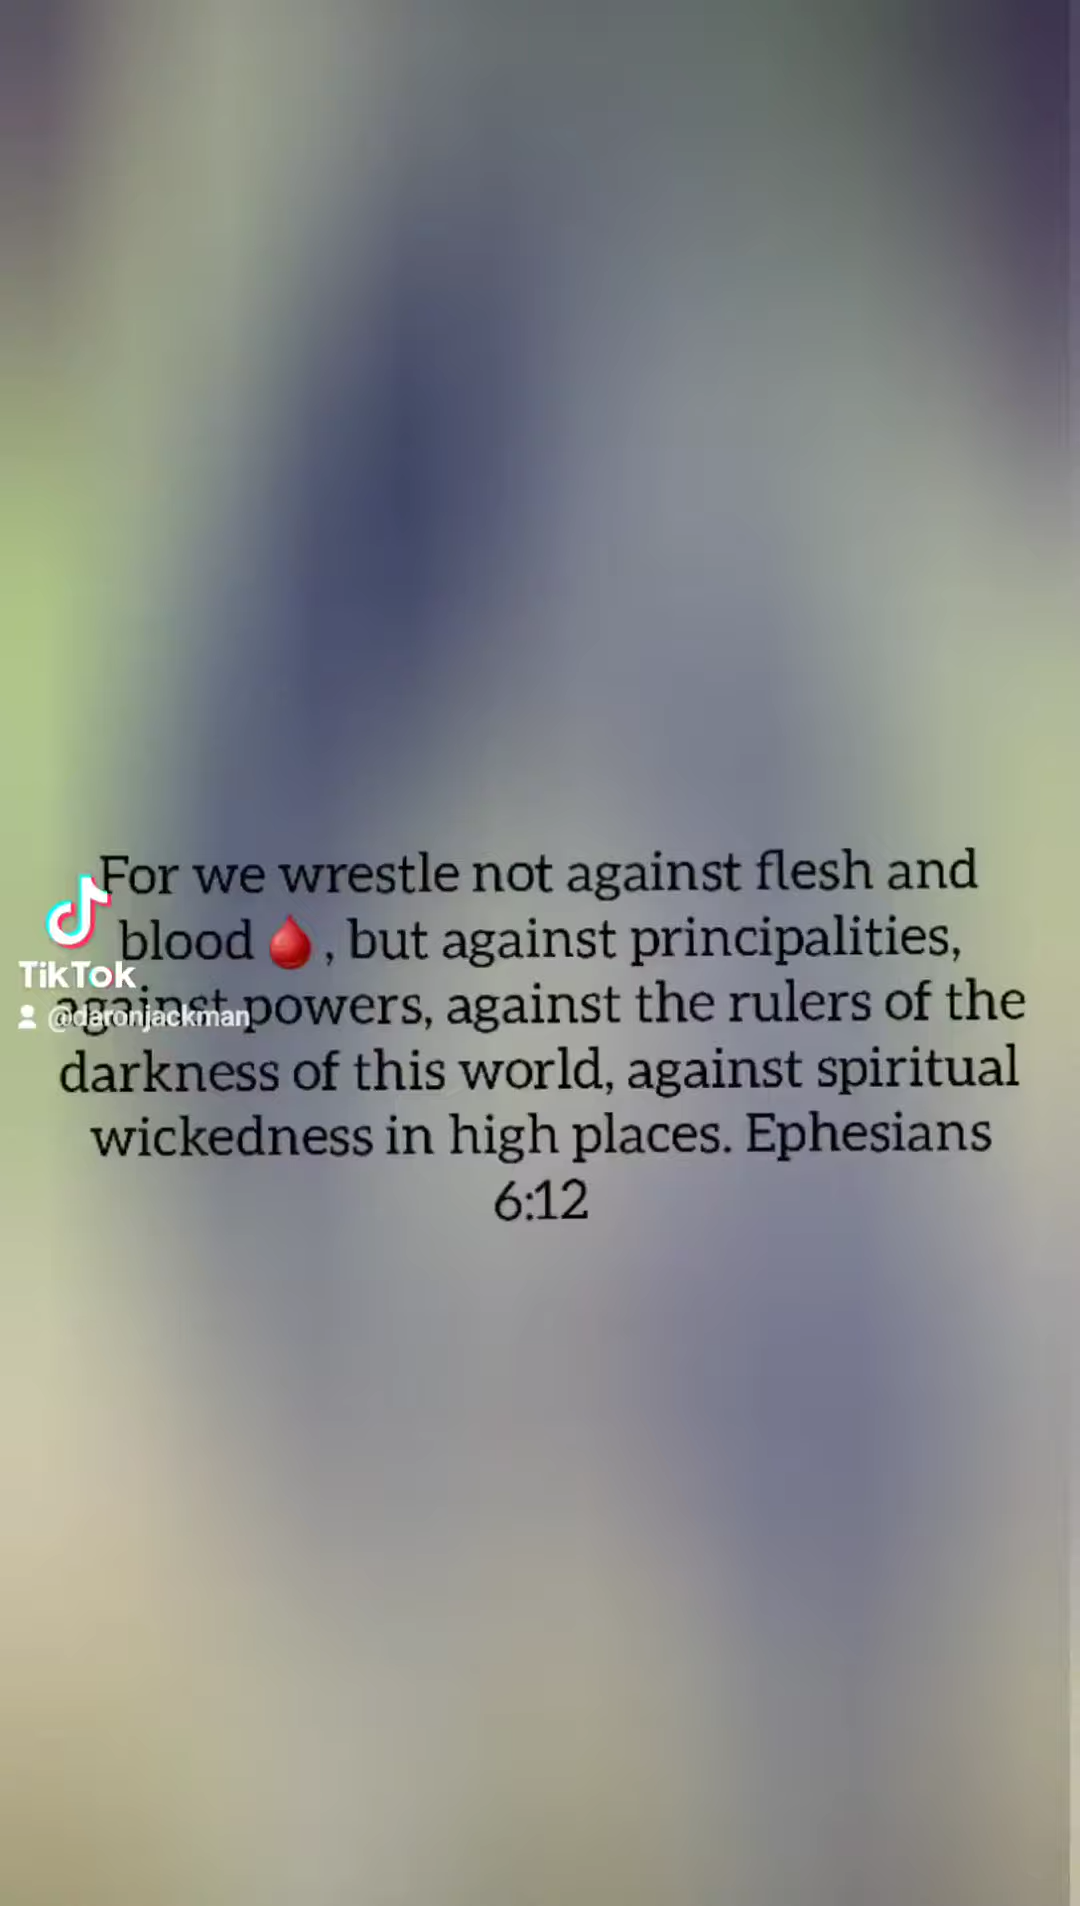 For we wrestle not against flesh and
blood 🩸, but against principalities,
against powers, against the rulers of the
darkness of this world, against spiritual
wickedness in high places. Ephesians
6:12
TikTok
@daronjackman